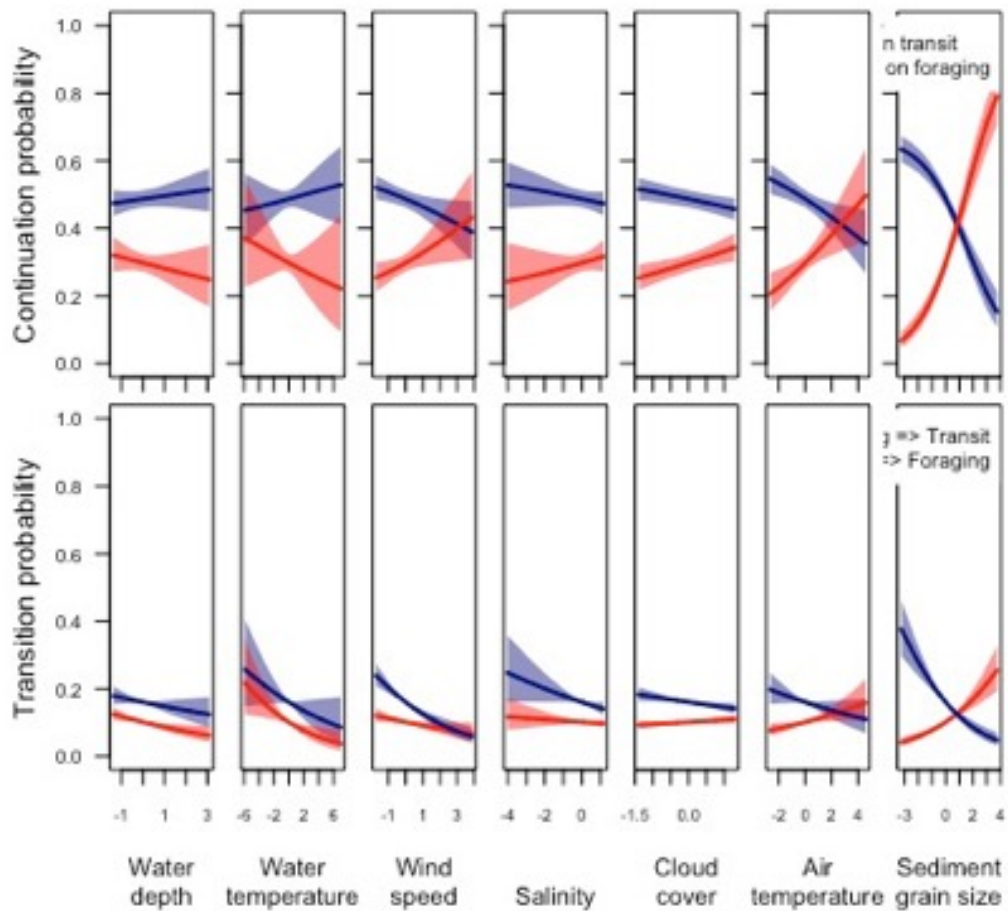 Continuation probability
1.0
0.8
0.6
0.4
0.2
0.0
n transit
on foraging
Transition probability
1.0
0.8
0.6
0.4
0.2
0.0
=> Transit
=> Foraging
-1 1 3
-6 -2 2 6
-1 1 3
-4 -2 0
-1.5 0.0
-2 0 2 4
-3 0 2 4
Water
depth
Water
temperature
Wind
speed
Salinity
Cloud
cover
Air
temperature
Sediment
grain size